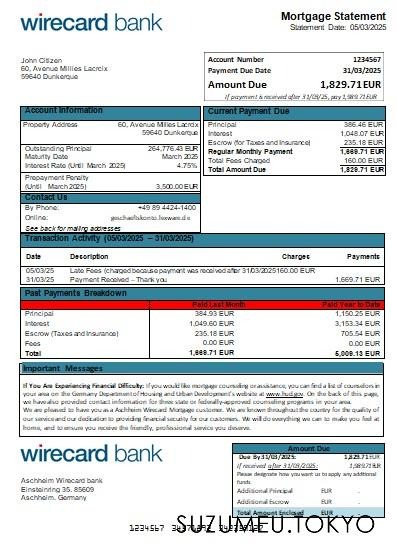 wirecard bank
Mortgage Statement
Statement Date: 05/03/2025
John Citizen
60, Avenue Millies Lacroix
59640 Dunkerque
Account Number 1234567
Payment Due Date 31/03/2025
Amount Due 1,829.71EUR
If payment is received after 31/03/25, pay 1,989.71EUR
Account Information
Property Address 60, Avenue Millies Lacroix
59640 Dunkerque
Outstanding Principal 264,776.43 EUR
Maturity Date March 2025
Interest Rate (Until March 2025) 4.75%
Prepayment Penalty
(Until March 2025) 3,500.00 EUR
Contact Us
By Phone: +49 89 4424-1400
Online: geschaeftskonto.lexware.de
See back for mailing addresses
Current Payment Due
Principal 386.46 EUR
Interest 1,048.07 EUR
Escrow (for Taxes and Insurance) 235.18 EUR
Regular Monthly Payment 1,669.71 EUR
Total Fees Charged 160.00 EUR
Total Amount Due 1,829.71 EUR
Transaction Activity (05/03/2025 – 31/03/2025)
Date Description Charges Payments
05/03/25 Late Fees (charged because payment was received after 31/03/2025)160.00 EUR
31/03/25 Payment Received – Thank you 1,669.71 EUR
Past Payments Breakdown
Paid Last Month Paid Year to Date
Principal 384.93 EUR 1,150.25 EUR
Interest 1,049.60 EUR 3,153.34 EUR
Escrow (Taxes and Insurance) 235.18 EUR 705.54 EUR
Fees 0.00 EUR 0.00 EUR
Total 1,669.71 EUR 5,009.13 EUR
Important Messages
If You Are Experiencing Financial Difficulty: If you would like mortgage counseling or assistance, you can find a list of counselors in
your area on the Germany Department of Housing and Urban Development's website at www.hud.gov. On the back of this page,
we have also provided contact information for three state or federally-approved counseling programs in your area.
We are pleased to have you as a Aschheim Wirecard Mortgage customer. We are known throughout the country for the quality of
our service and our dedication to providing financial security for our customers. We will do everything we can to make you feel at
home, and to ensure you receive the friendly, professional service you deserve.
wirecard bank
Aschheim Wirecard bank
Einsteinring 35. 85609
Aschheim. Germany
Amount Due
Due By 31/03/2025: 1,829.71EUR
If received after 31/03/2025: 1,989.71EUR
Please designate how you want us to apply any additional
funds.
Additional Principal EUR .
Additional Escrow EUR .
Total Amount Enclosed EUR .
1234567
SUZUMEU.TOKYO